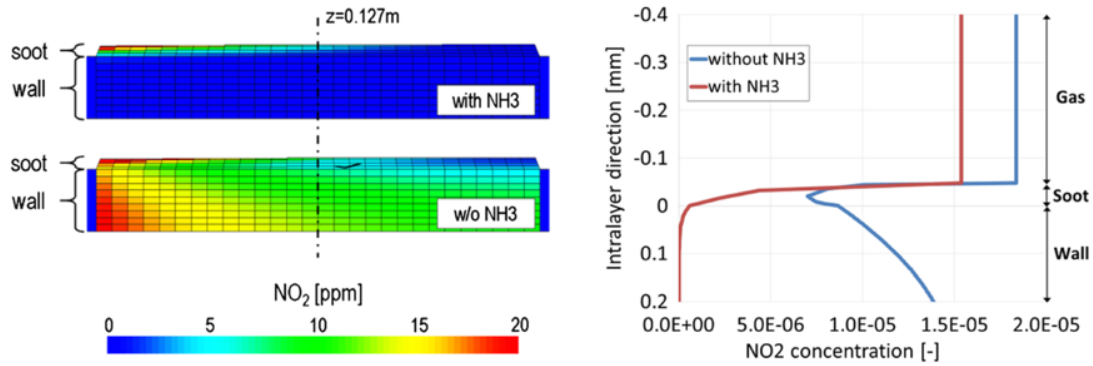 z=0.127m
soot
wall
with NH3
soot
wall
w/o NH3
NO₂ [ppm]
0 5 10 15 20
-0.4
-0.3
-0.2
-0.1
0
0.1
0.2
Intralayer direction [mm]
without NH3
with NH3
Gas
Soot
Wall
0.0E+00 5.0E-06 1.0E-05 1.5E-05 2.0E-05
NO2 concentration [-]